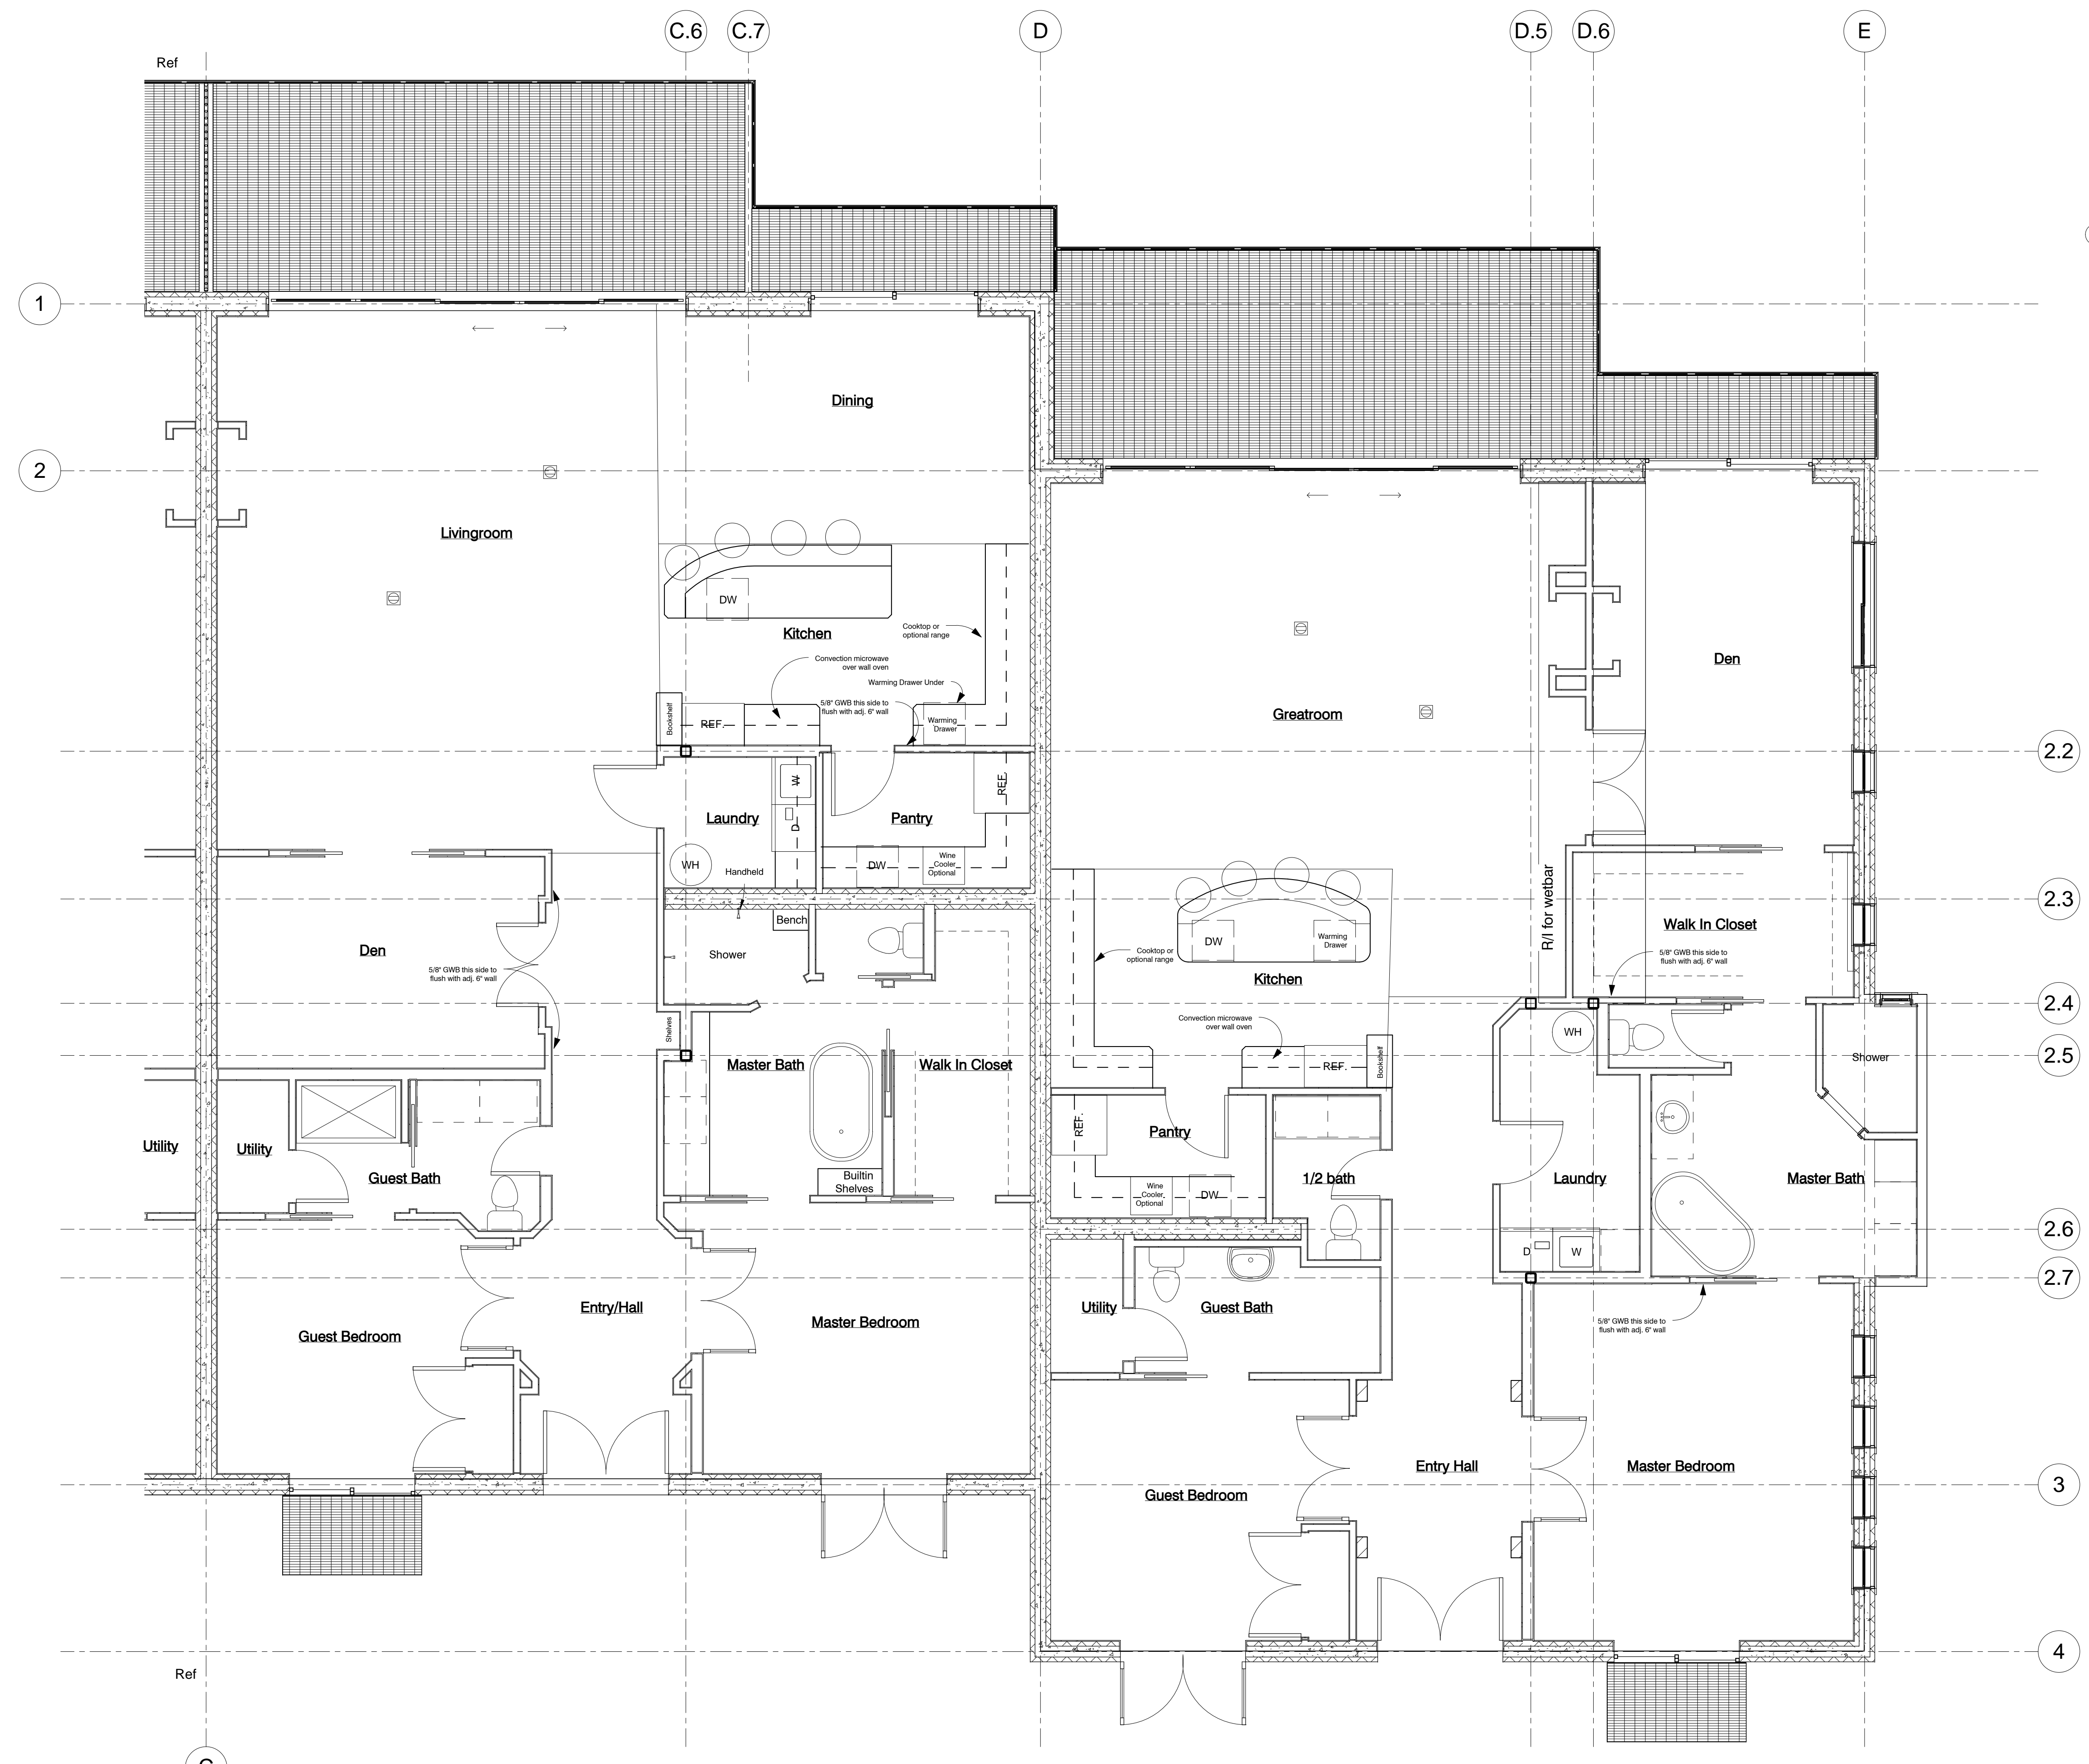 C.6
C.7
D
D.5
D.6
E
Ref
1
Dining
2
Livingroom
DW
Kitchen
Cooktop or
optional range
Convection microwave
over wall oven
Warming Drawer Under
5/8" GWB this side to
flush with adj. 6" wall
Bookshelf
REF.
Warming
Drawer
Den
Greatroom
2.2
W
REF.
Laundry
Pantry
D
WH
Handheld
DW
Wine
Cooler
Optional
R/I for wetbar
2.3
Bench
Shower
Walk In Closet
5/8" GWB this side to
flush with adj. 6" wall
DW
Warming
Drawer
Cooktop or
optional range
Kitchen
Den
5/8" GWB this side to
flush with adj. 6" wall
2.4
Shelves
Convection microwave
over wall oven
WH
2.5
Shower
Master Bath
Walk In Closet
REF.
Bookshelf
REF.
Pantry
Utility
Utility
Guest Bath
Builtin
Shelves
1/2 bath
Laundry
Master Bath
Wine
Cooler
Optional
DW
2.6
D
W
2.7
Entry/Hall
Utility
Guest Bath
Guest Bedroom
Master Bedroom
5/8" GWB this side to
flush with adj. 6" wall
Entry Hall
Master Bedroom
Guest Bedroom
3
4
Ref